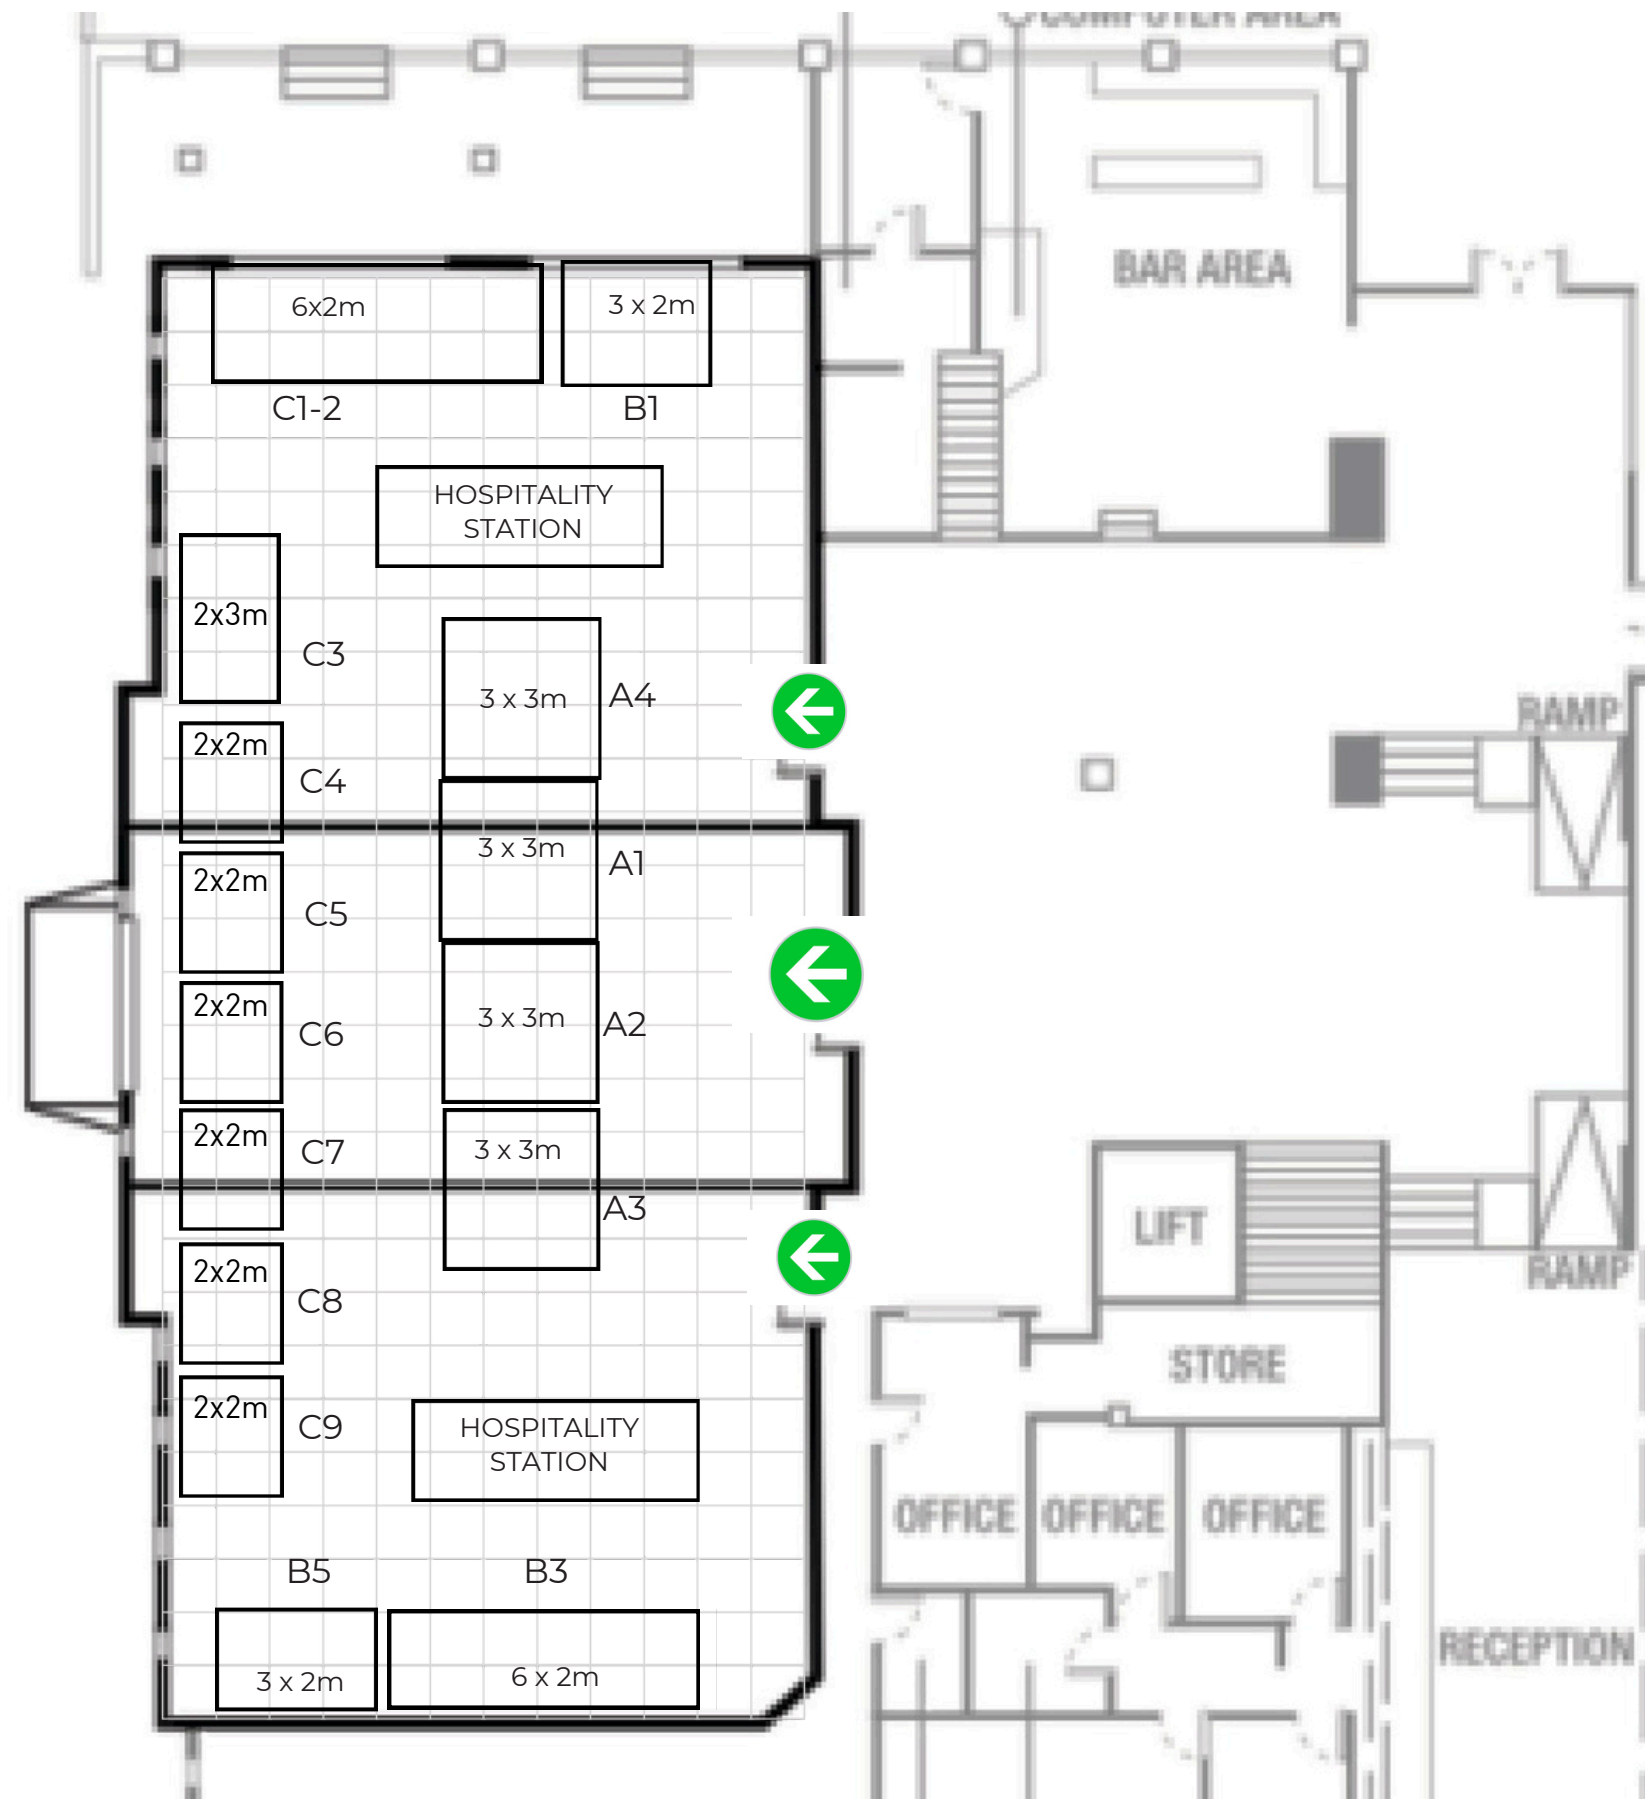 COMPUTER AREA
BAR AREA
6x2m
3 x 2m
C1-2
B1
HOSPITALITY
STATION
2x3m
C3
3 x 3m
A4
RAMP
2x2m
C4
3 x 3m
A1
2x2m
C5
2x2m
C6
3 x 3m
A2
2x2m
C7
3 x 3m
A3
LIFT
RAMP
2x2m
C8
STORE
2x2m
C9
HOSPITALITY
STATION
OFFICE
OFFICE
OFFICE
B5
B3
RECEPTION
3 x 2m
6 x 2m